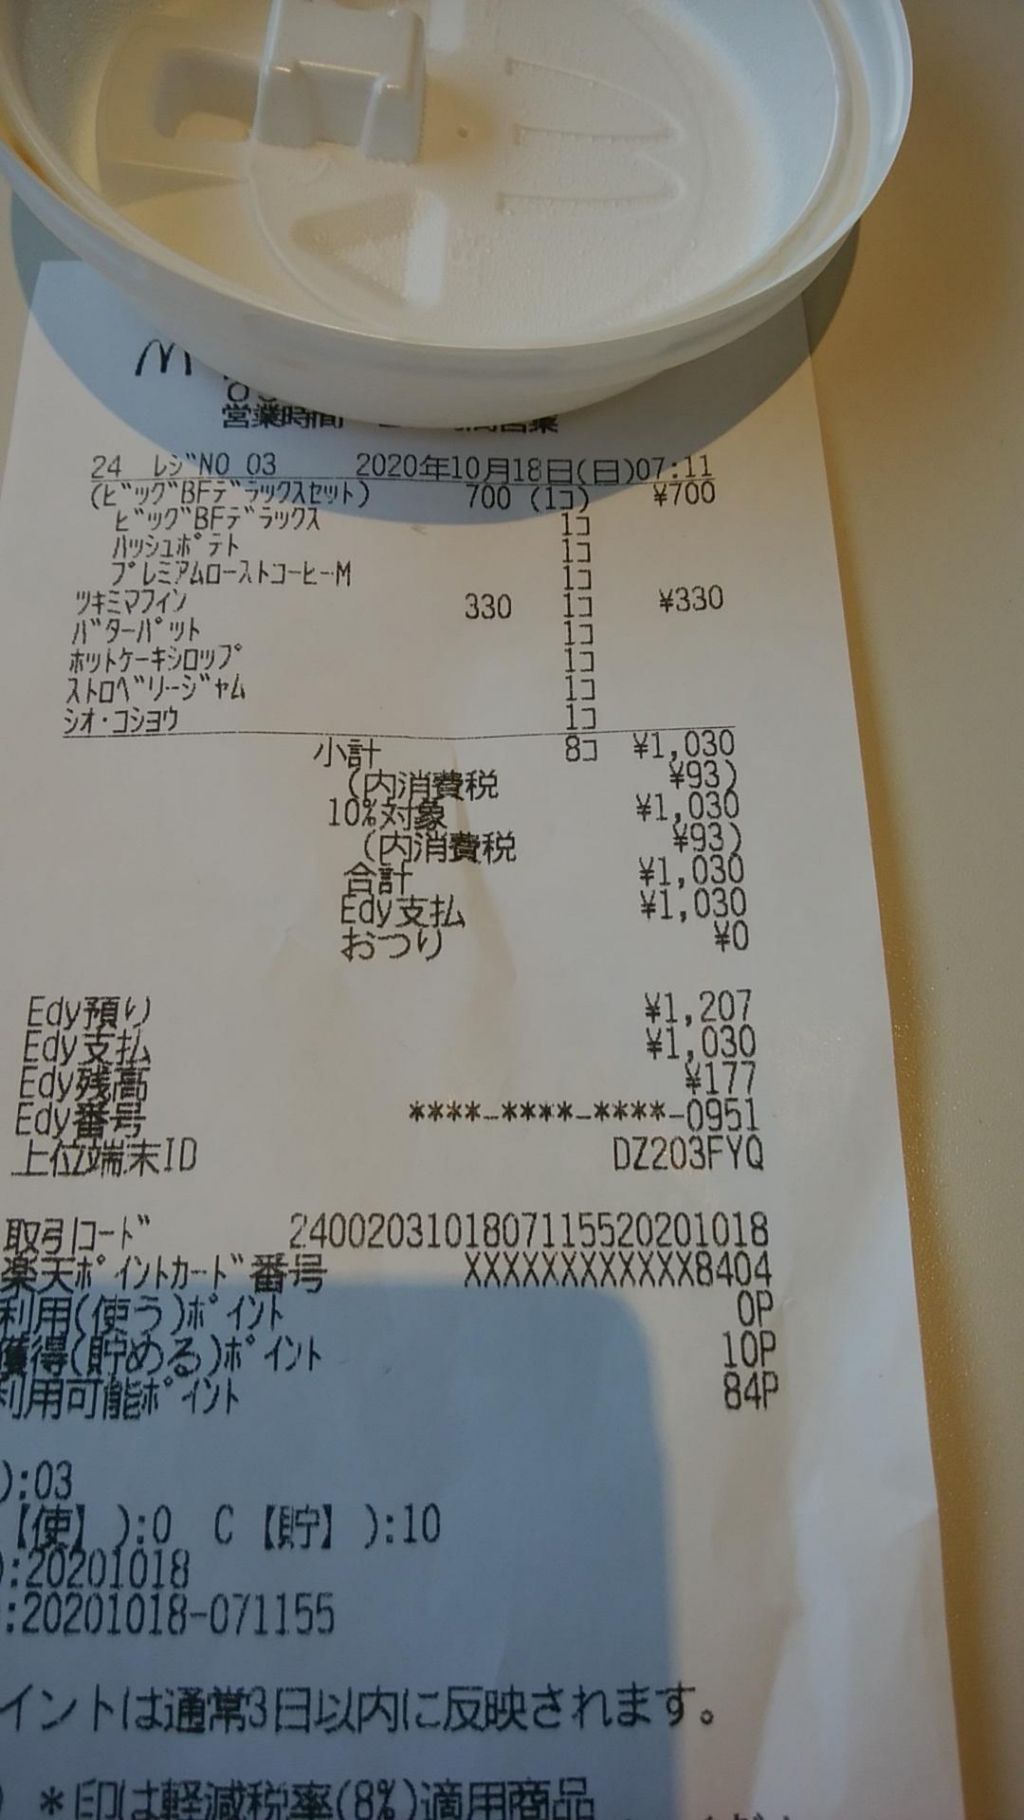 営業時間
24 レジNO 03 2020年10月18日(日)07:11
(ビッグBFデラックスセット) 700 (1コ) ¥700
ビッグBFデラックス 1コ
ハッシュポテト 1コ
プレミアムローストコーヒーM 1コ
ツキミマフィン 330 1コ ¥330
バターパット 1コ
ホットケーキシロップ 1コ
ストロベリージャム 1コ
シオ・コショウ 1コ
小計 8コ ¥1,030
(内消費税 ¥93)
10%対象 ¥1,030
(内消費税 ¥93)
合計 ¥1,030
Edy支払 ¥1,030
おつり ¥0
Edy預り ¥1,207
Edy支払 ¥1,030
Edy残高 ¥177
Edy番号 ****-****-****-0951
上位端末ID DZ203FYQ
取引コード 2400203101807115520201018
楽天ポイントカード番号 XXXXXXXXXXXX8404
利用(使う)ポイント 0P
獲得(貯める)ポイント 10P
利用可能ポイント 84P
):03
【使】):0 C【貯】):10
):20201018
:20201018-071155
イントは通常3日以内に反映されます。
) *印は軽減税率(8%)適用商品